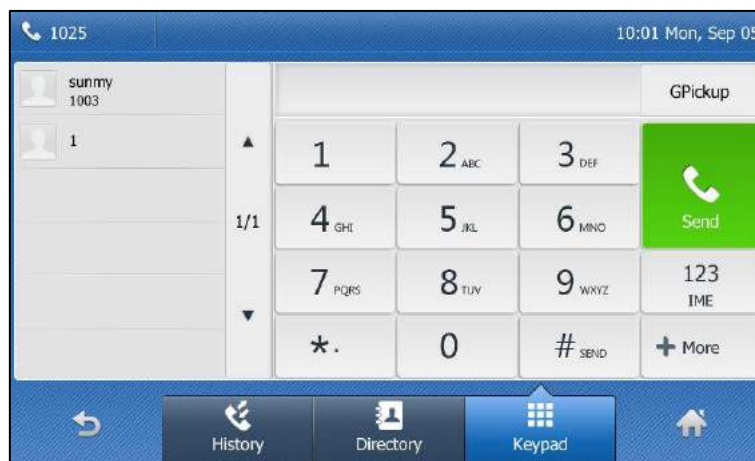 1025
10:01 Mon, Sep 05
sunmy
1003
1
1/1
GPickup
1
2 ABC
3 DEF
Send
4 GHI
5 JKL
6 MNO
7 PQRS
8 TUV
9 WXYZ
123
IME
*.
0
# SEND
+ More
History
Directory
Keypad